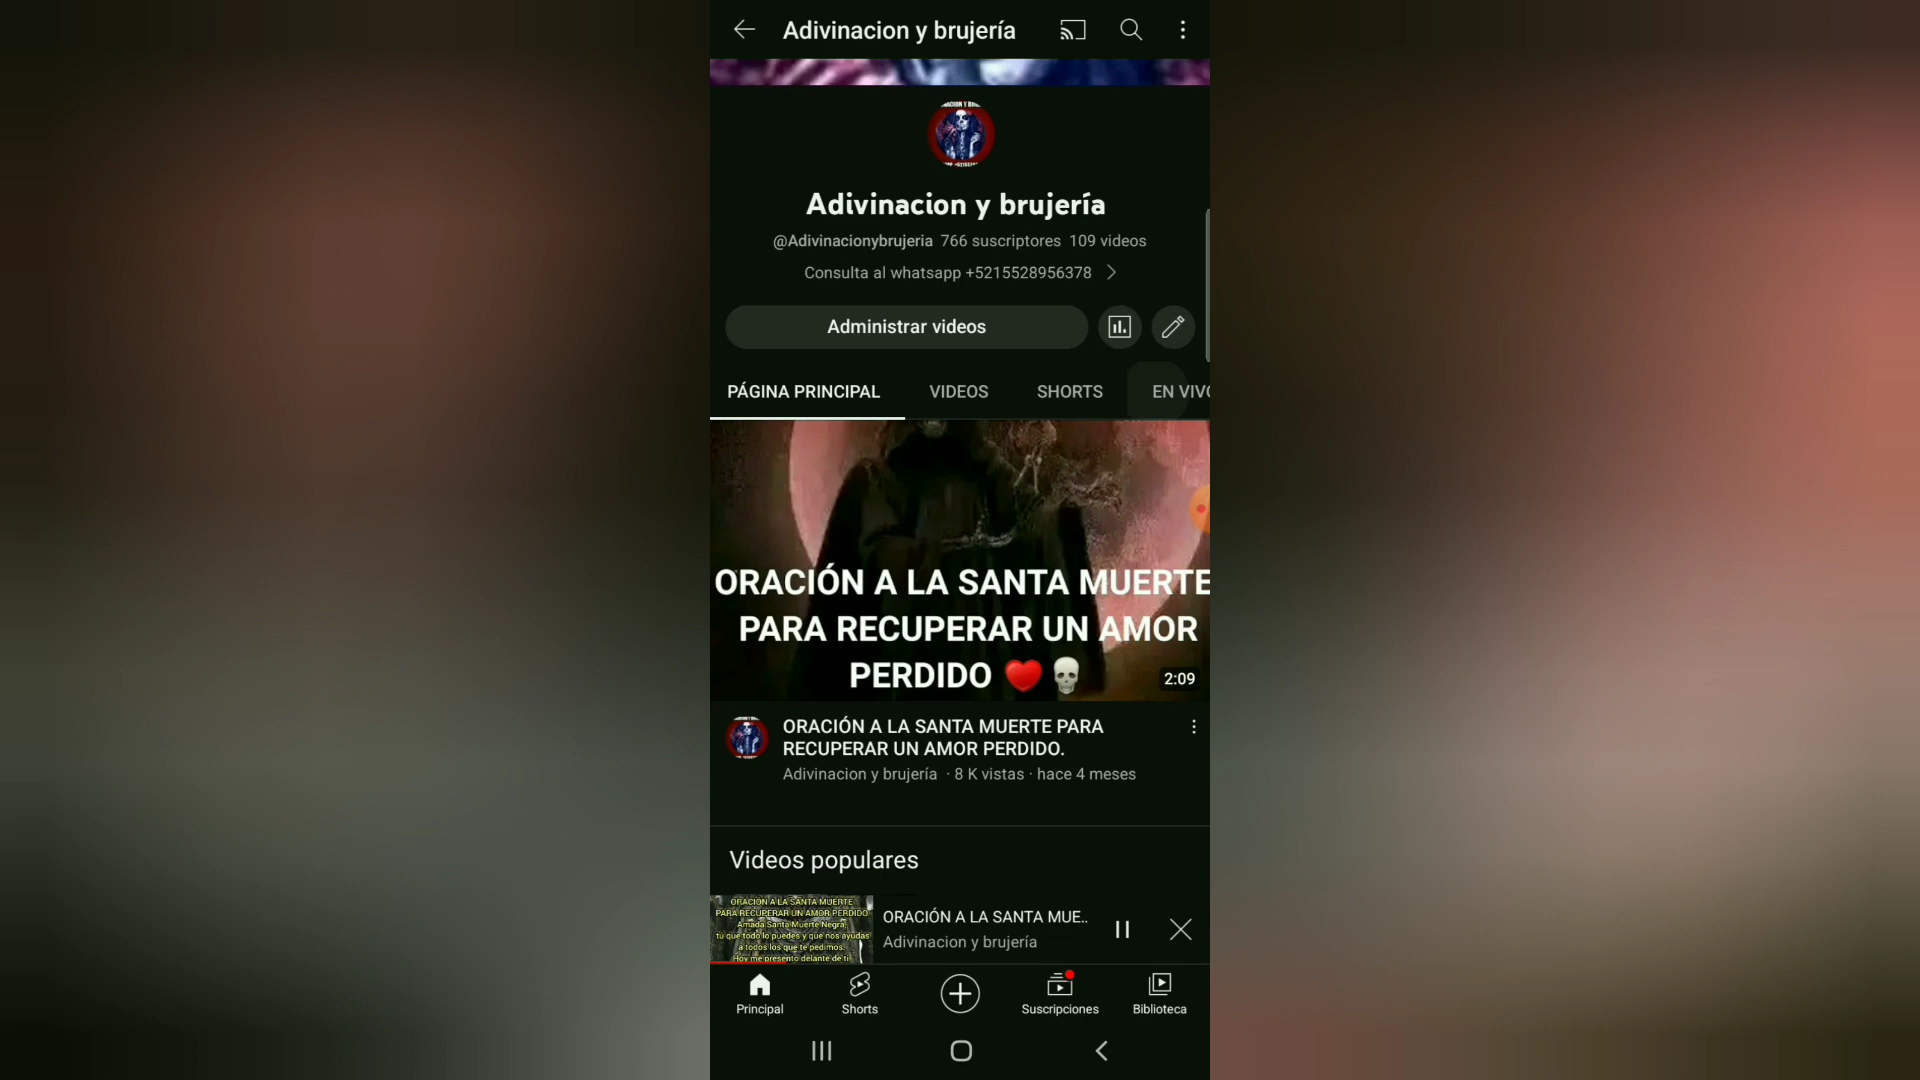 Adivinacion y brujería
Adivinacion y brujería
@Adivinacionybrujeria 766 suscriptores 109 videos
Consulta al whatsapp +5215528956378
Administrar videos
PÁGINA PRINCIPAL VIDEOS SHORTS EN VIVO
ORACIÓN A LA SANTA MUERTE
PARA RECUPERAR UN AMOR
PERDIDO ❤️💀
2:09
ORACIÓN A LA SANTA MUERTE PARA
RECUPERAR UN AMOR PERDIDO.
Adivinacion y brujería · 8 K vistas · hace 4 meses
Videos populares
ORACIÓN A LA SANTA MUERTE
PARA RECUPERAR UN AMOR PERDIDO
Amada Santa Muerte Negra,
tu que todo lo puedes y que nos ayudas
a todos los que te pedimos.
Hoy me presento delante de ti
ORACIÓN A LA SANTA MUE..
Adivinacion y brujería
Principal Shorts Suscripciones Biblioteca